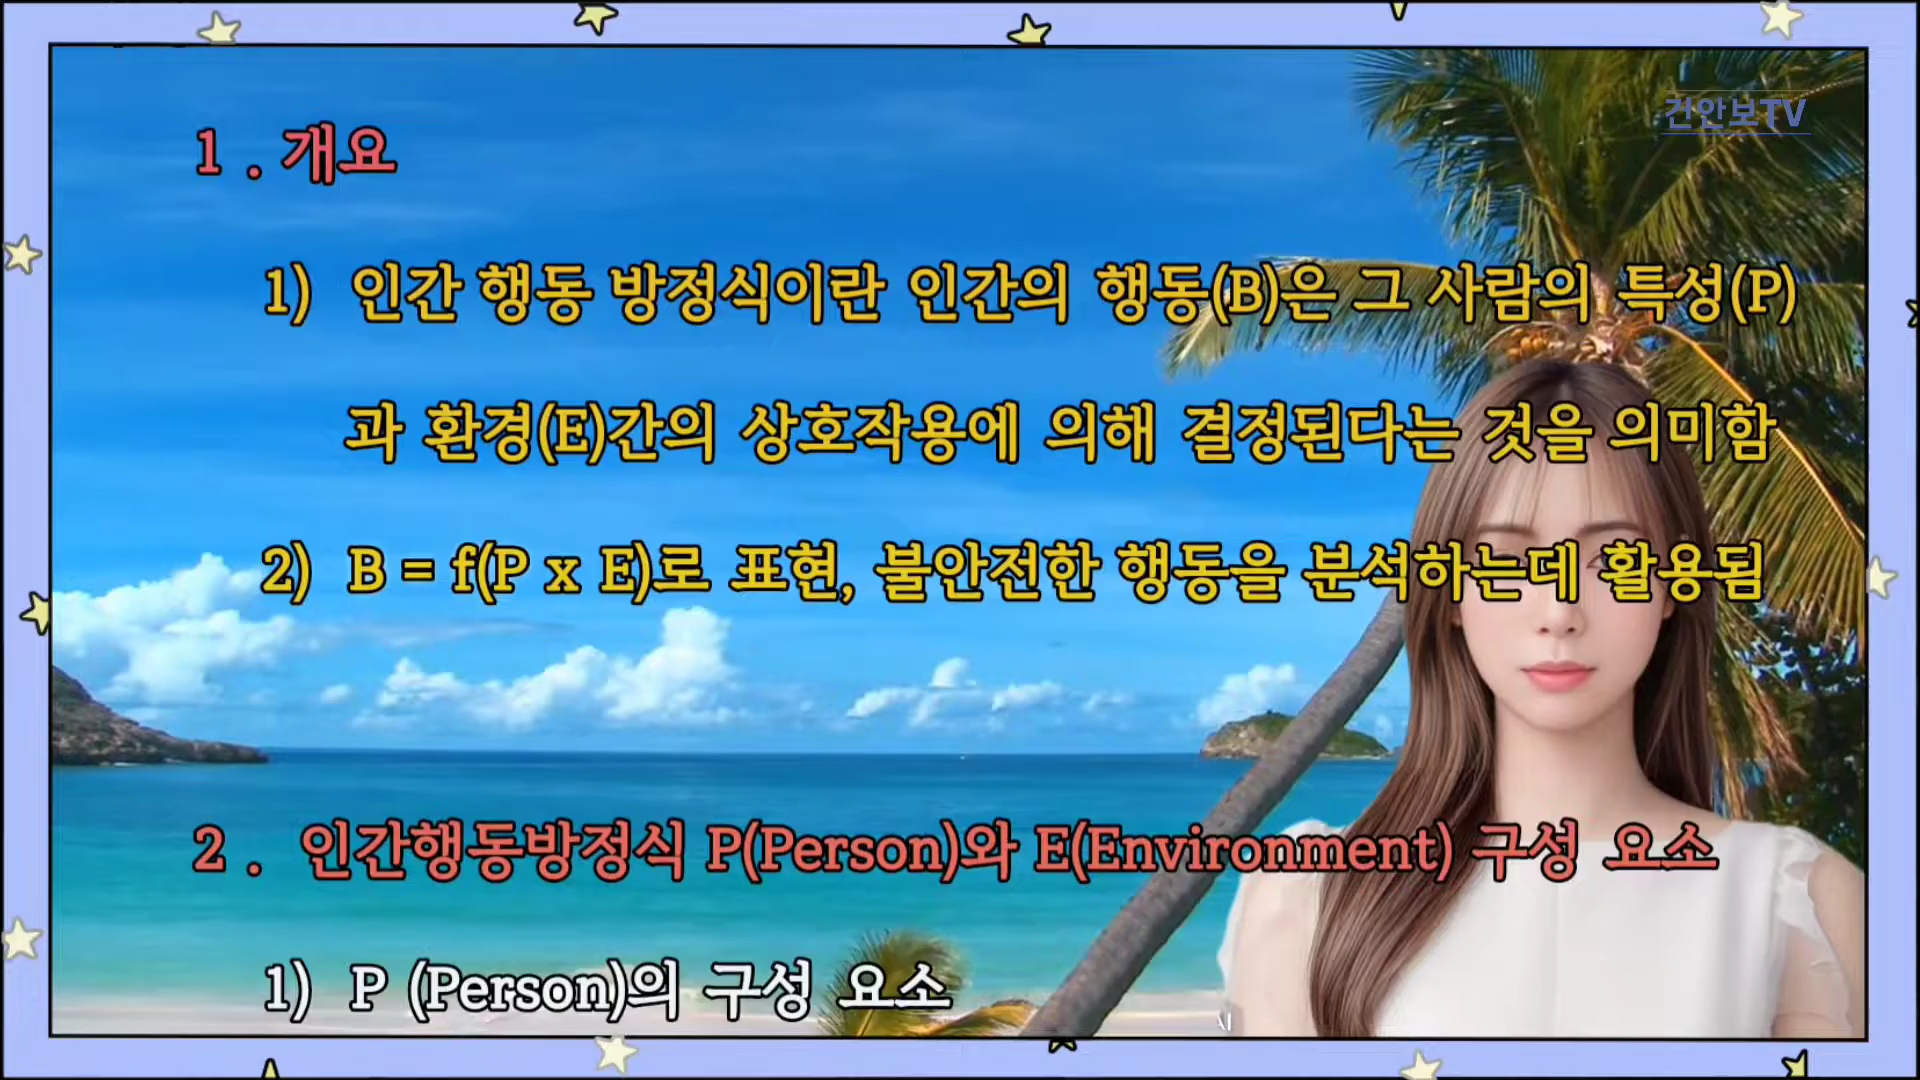 건안보TV
1 . 개요
1) 인간 행동 방정식이란 인간의 행동(B)은 그 사람의 특성(P)
과 환경(E)간의 상호작용에 의해 결정된다는 것을 의미함
2) B = f(P x E)로 표현, 불안전한 행동을 분석하는데 활용됨
2 . 인간행동방정식 P(Person)와 E(Environment) 구성 요소
1) P (Person)의 구성 요소
AI